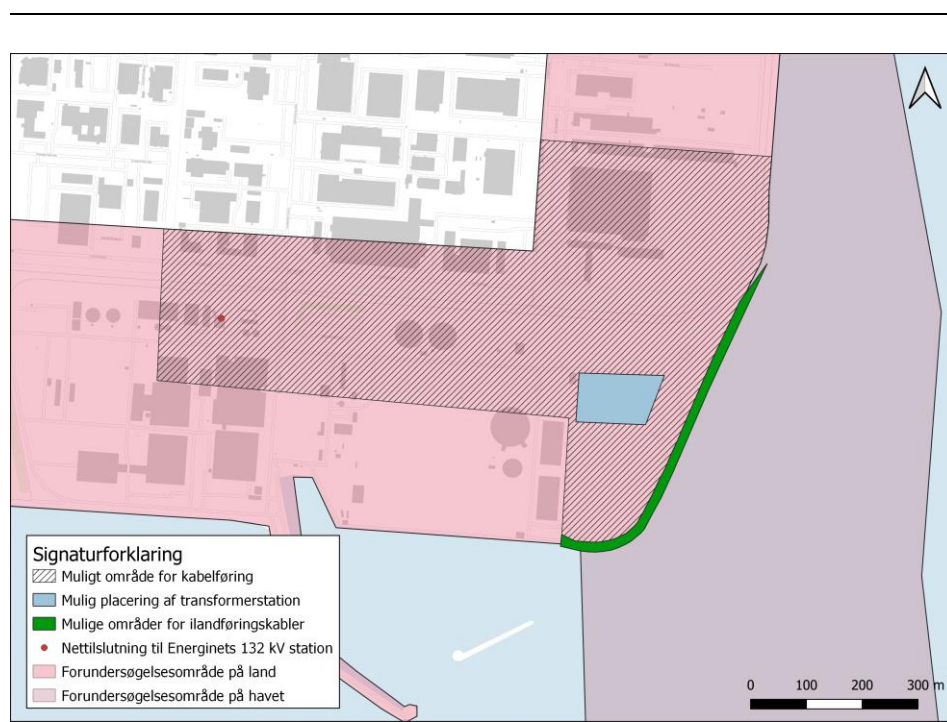 Signaturforklaring
Muligt område for kabelføring
Mulig placering af transformerstation
Mulige områder for ilandføringskabler
Nettilslutning til Energinets 132 kV station
Forundersøgelsesområde på land
Forundersøgelsesområde på havet
0 100 200 300 m